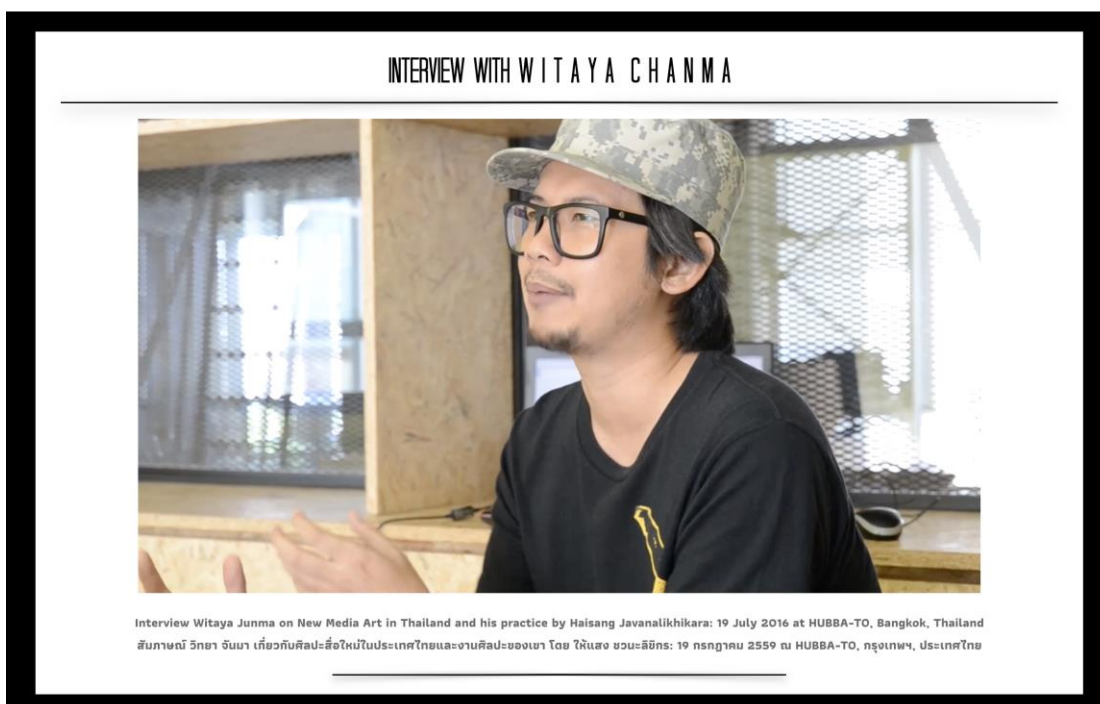 INTERVIEW WITH WITAYA CHANMA
Interview Witaya Junma on New Media Art in Thailand and his practice by Haisang Javanalikhikara: 19 July 2016 at HUBBA-TO, Bangkok, Thailand
สัมภาษณ์ วิทยา จันมา เกี่ยวกับศิลปะสื่อใหม่ในประเทศไทยและงานศิลปะของเขา โดย ให้แสง ชวนะลิขิกร: 19 กรกฎาคม 2559 ณ HUBBA-TO, กรุงเทพฯ, ประเทศไทย